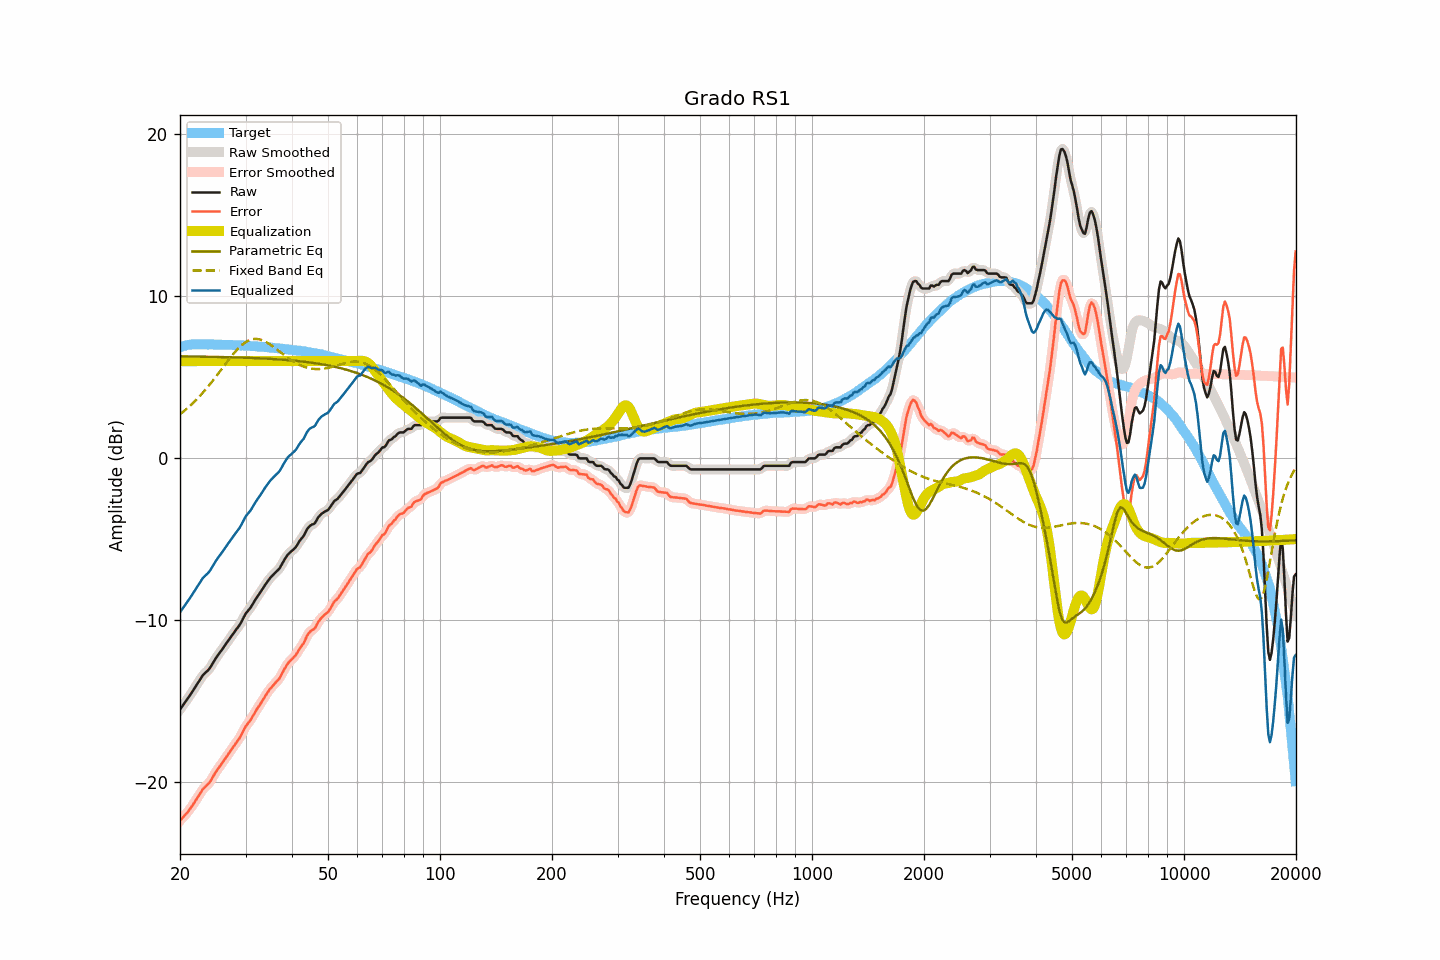 Grado RS1
Target
Raw Smoothed
Error Smoothed
Raw
Error
Equalization
Parametric Eq
Fixed Band Eq
Equalized
20
10
0
−10
−20
Amplitude (dBr)
20 50 100 200 500 1000 2000 5000 10000 20000
Frequency (Hz)